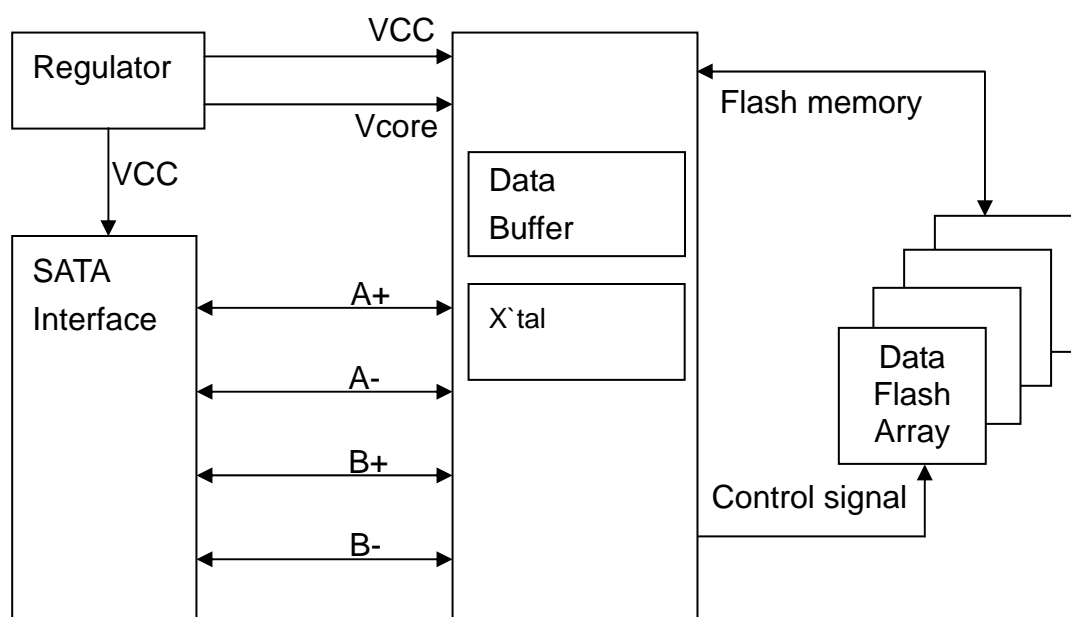 Regulator
VCC
Vcore
VCC
Flash memory
Data
Buffer
SATA
Interface
A+
X`tal
A-
B+
B-
Data
Flash
Array
Control signal